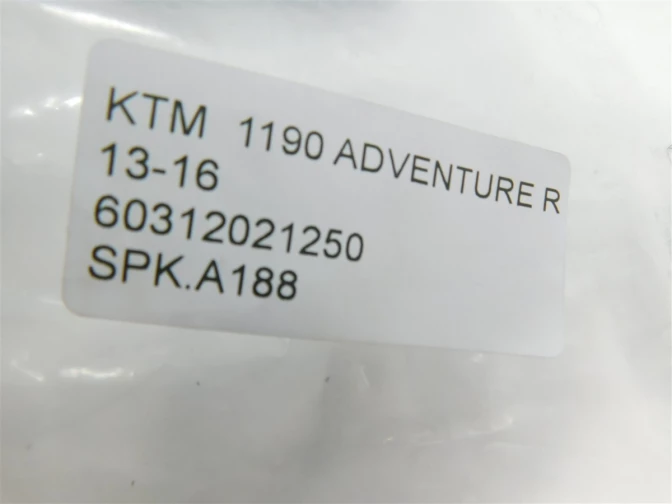 KTM 1190 ADVENTURE R
13-16
60312021250
SPK.A188